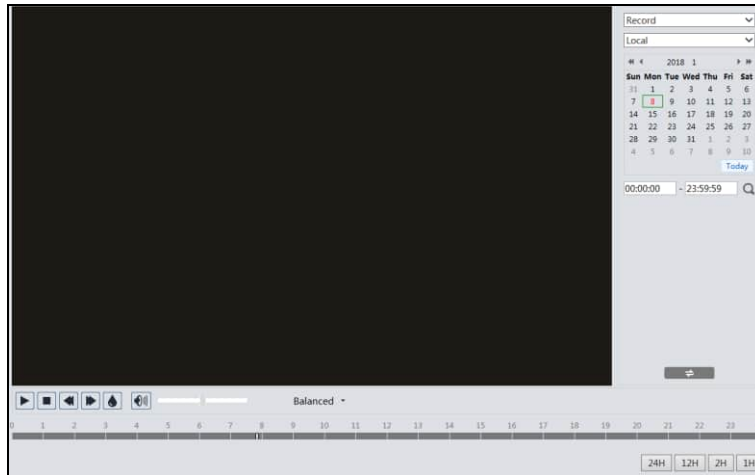 Record
Local
2018 1
Sun Mon Tue Wed Thu Fri Sat
31 1 2 3 4 5 6
7 8 9 10 11 12 13
14 15 16 17 18 19 20
21 22 23 24 25 26 27
28 29 30 31 1 2 3
4 5 6 7 8 9 10
Today
00:00:00 - 23:59:59
Balanced
0 1 2 3 4 5 6 7 8 9 10 11 12 13 14 15 16 17 18 19 20 21 22 23
24H 12H 2H 1H